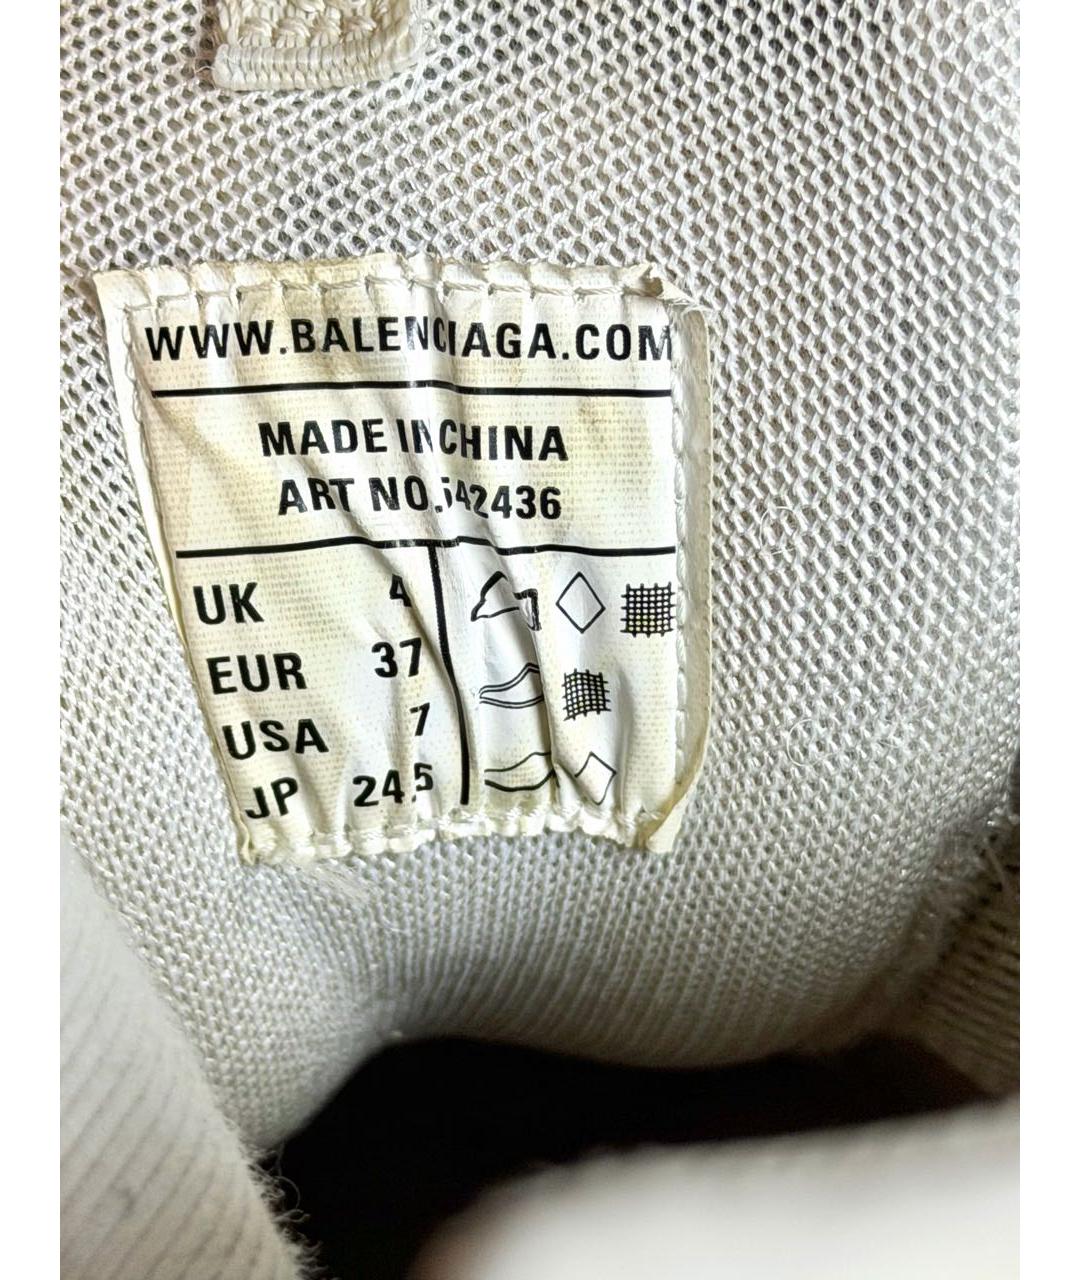 WWW.BALENCIAGA.COM
MADE IN CHINA
ART NO.542436
UK 4
EUR 37
USA 7
JP 24.5